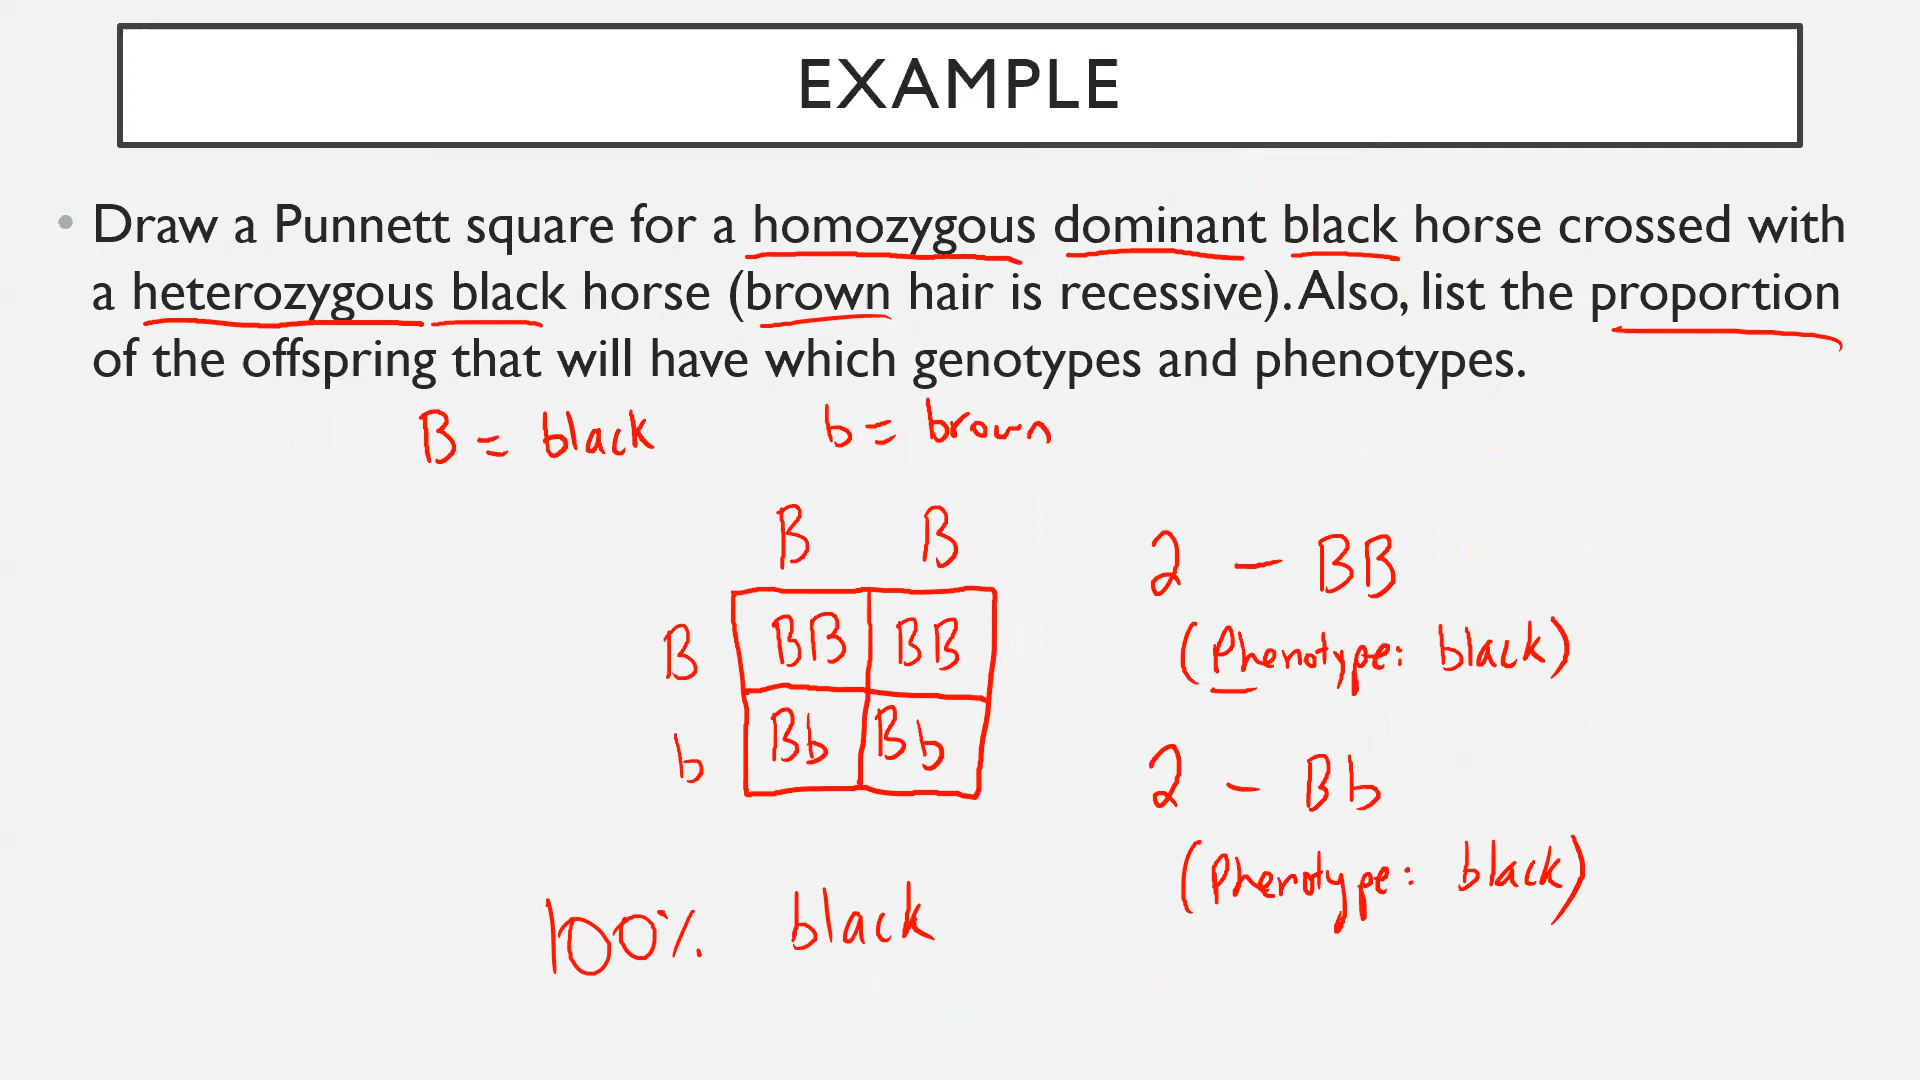 EXAMPLE
• Draw a Punnett square for a homozygous dominant black horse crossed with
a heterozygous black horse (brown hair is recessive). Also, list the proportion
of the offspring that will have which genotypes and phenotypes.
B = black b = brown
B B
B BB BB
b Bb Bb
2 – BB
(Phenotype: black)
2 – Bb
(Phenotype: black)
100% black